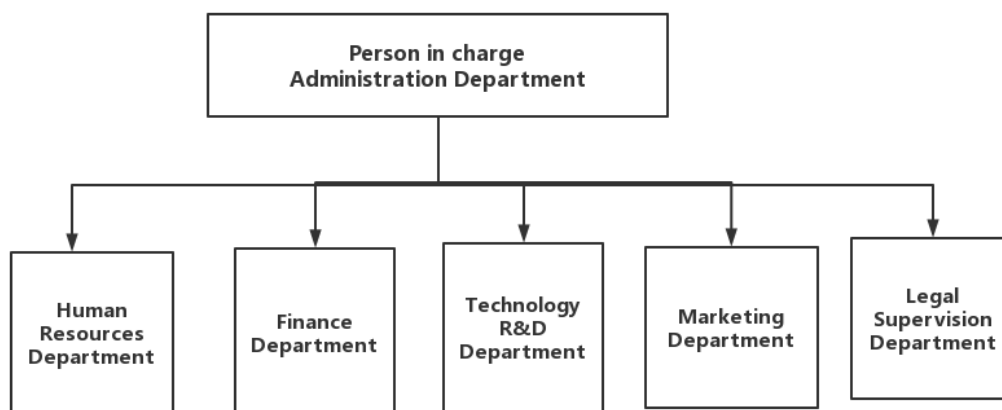 Person in charge
Administration Department
Human
Resources
Department
Finance
Department
Technology
R&D
Department
Marketing
Department
Legal
Supervision
Department